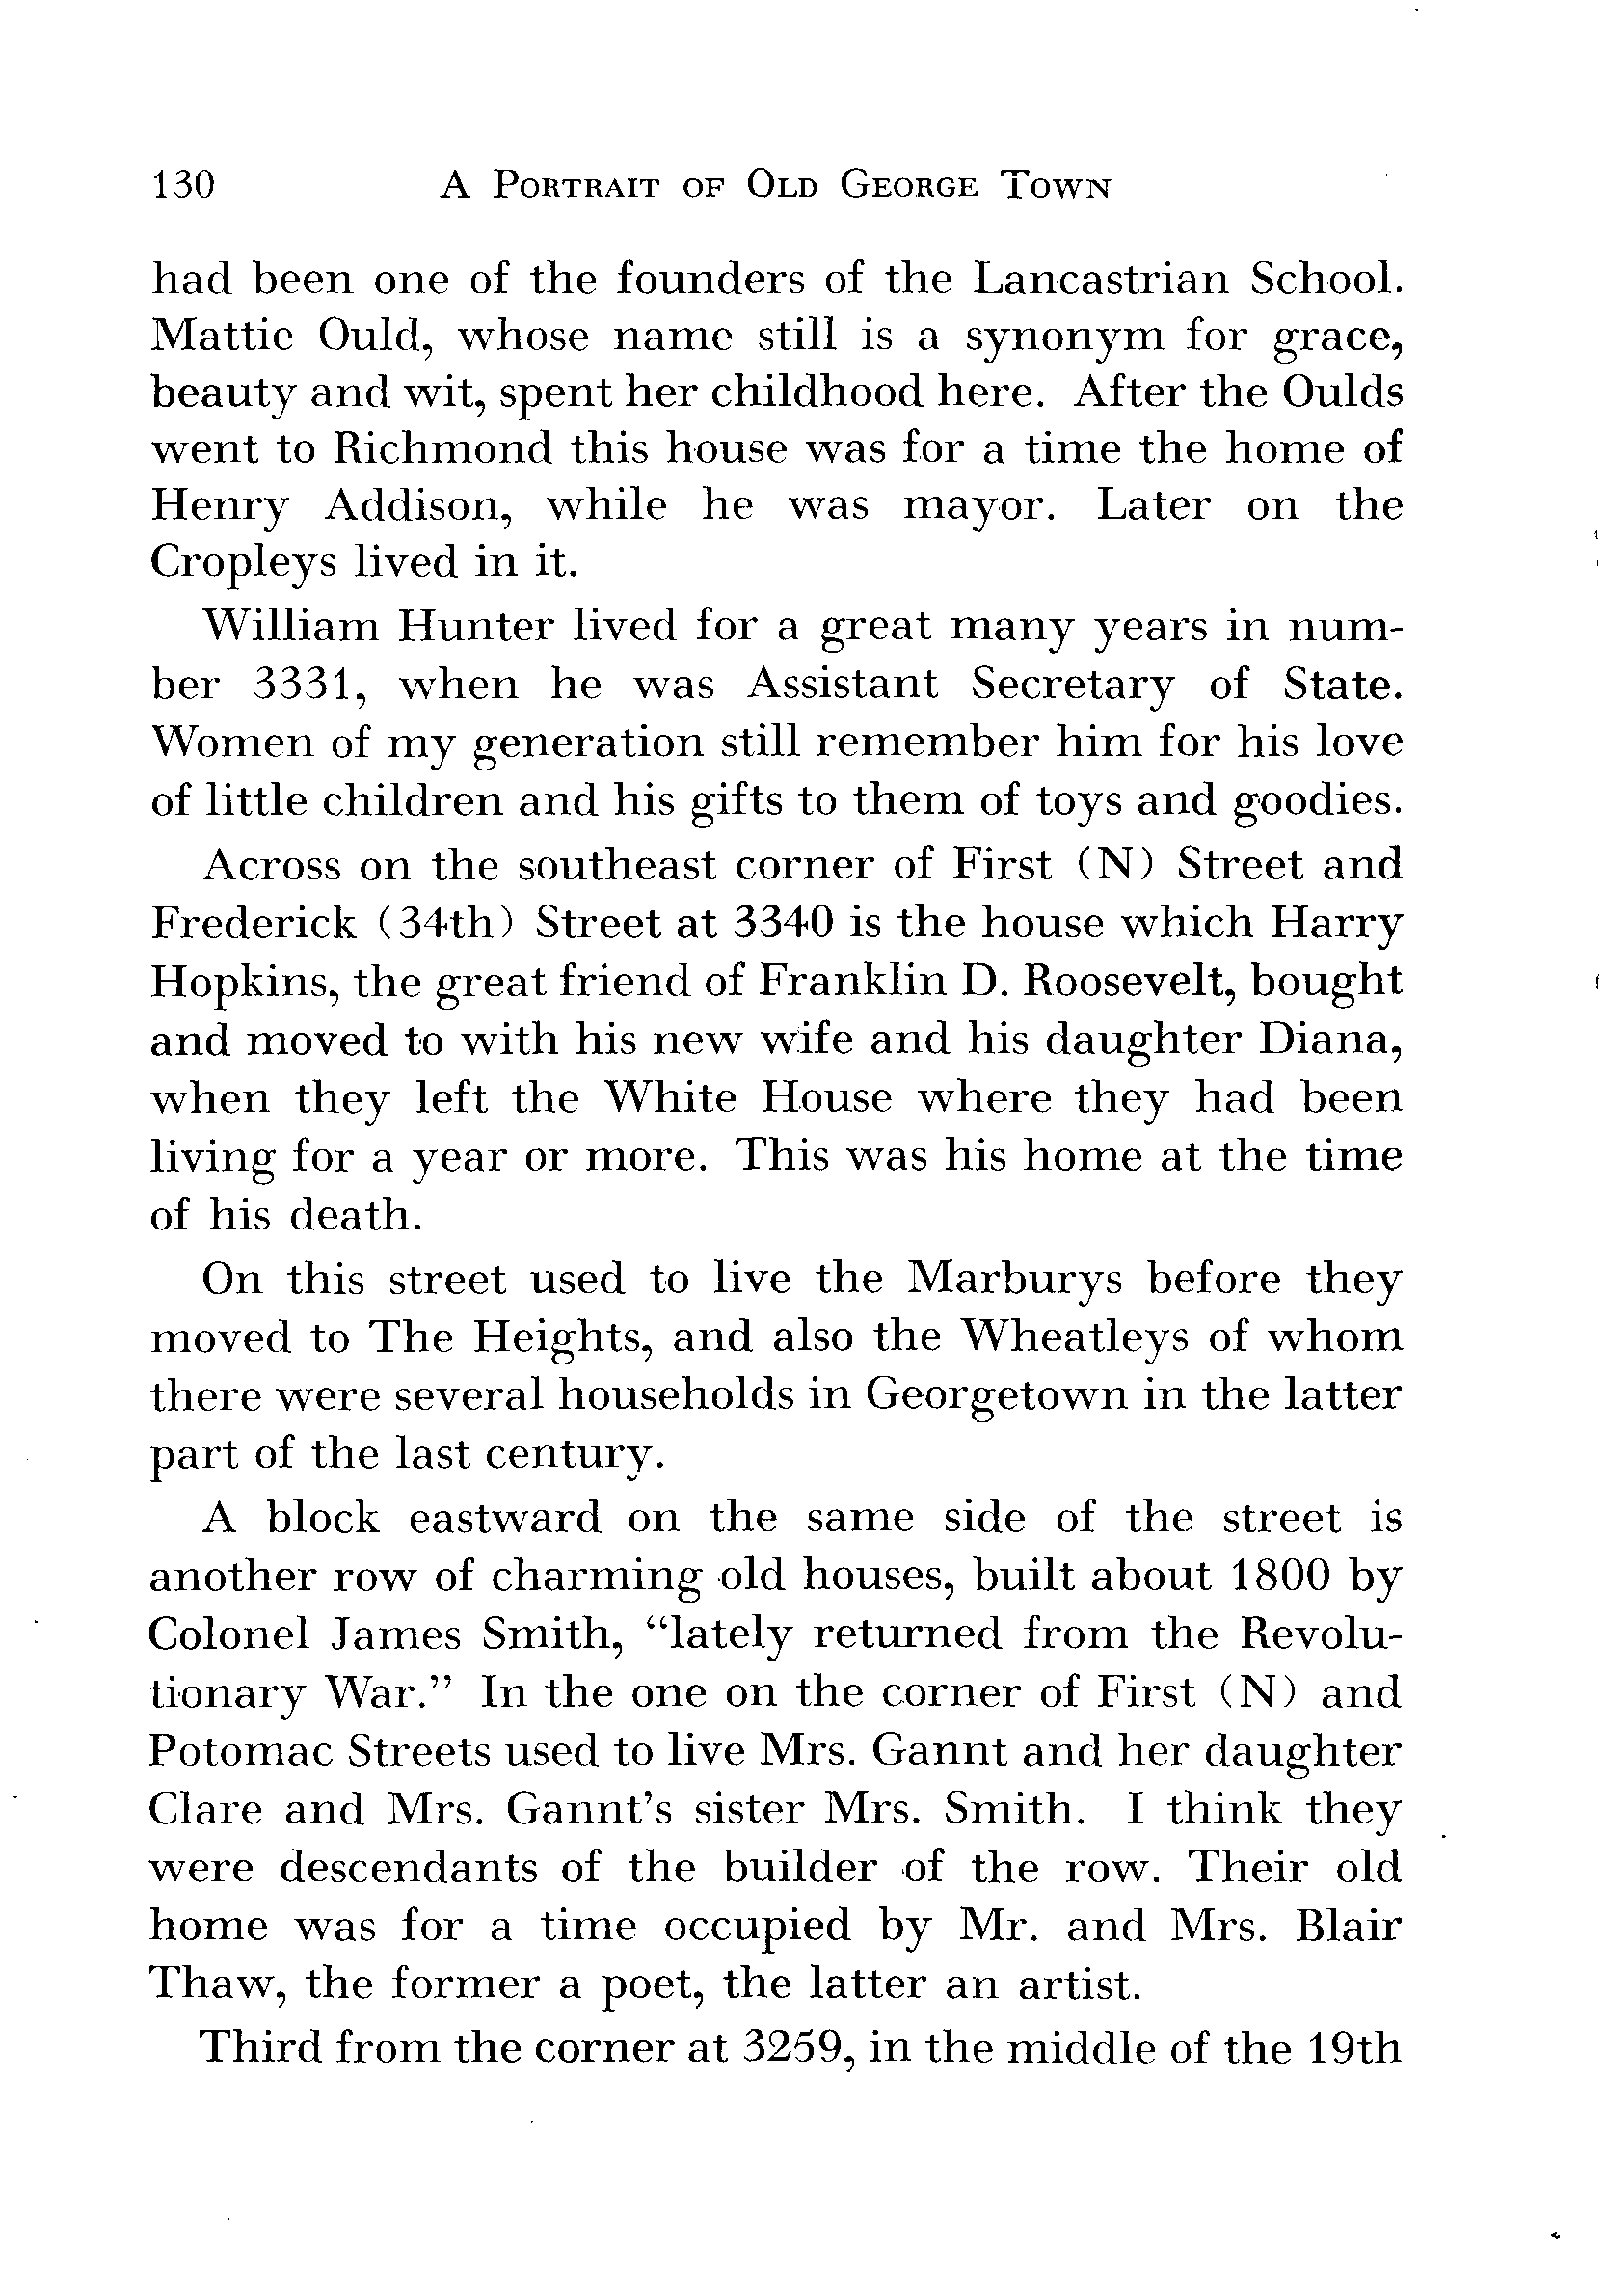 130 A Portrait of Old George Town
had been one of the founders of the Lancastrian School.
Mattie Ould, whose name still is a synonym for grace,
beauty and wit, spent her childhood here. After the Oulds
went to Richmond this house was for a time the home of
Henry Addison, while he was mayor. Later on the
Cropleys lived in it.
William Hunter lived for a great many years in num-
ber 3331, when he was Assistant Secretary of State.
Women of my generation still remember him for his love
of little children and his gifts to them of toys and goodies.
Across on the southeast corner of First (N) Street and
Frederick (34th) Street at 3340 is the house which Harry
Hopkins, the great friend of Franklin D. Roosevelt, bought
and moved to with his new wife and his daughter Diana,
when they left the White House where they had been
living for a year or more. This was his home at the time
of his death.
On this street used to live the Marburys before they
moved to The Heights, and also the Wheatleys of whom
there were several households in Georgetown in the latter
part of the last century.
A block eastward on the same side of the street is
another row of charming old houses, built about 1800 by
Colonel James Smith, “lately returned from the Revolu-
tionary War.” In the one on the corner of First (N) and
Potomac Streets used to live Mrs. Gannt and her daughter
Clare and Mrs. Gannt’s sister Mrs. Smith. I think they
were descendants of the builder of the row. Their old
home was for a time occupied by Mr. and Mrs. Blair
Thaw, the former a poet, the latter an artist.
Third from the corner at 3259, in the middle of the 19th